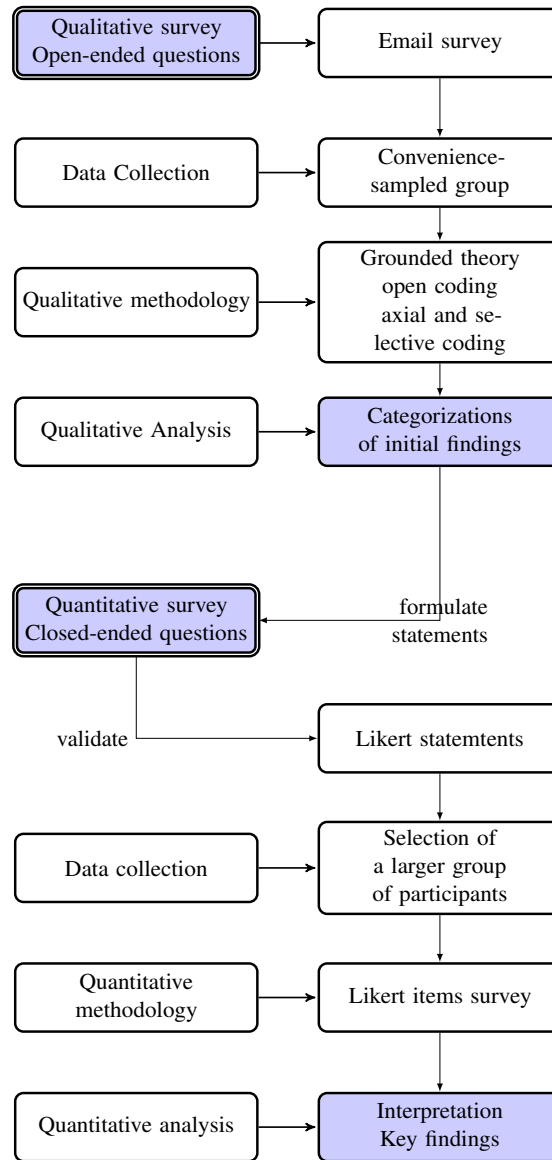 Qualitative survey
Open-ended questions
Email survey
Data Collection
Convenience-
sampled group
Qualitative methodology
Grounded theory
open coding
axial and se-
lective coding
Qualitative Analysis
Categorizations
of initial findings
Quantitative survey
Closed-ended questions
formulate
statements
validate
Likert statemtents
Data collection
Selection of
a larger group
of participants
Quantitative
methodology
Likert items survey
Quantitative analysis
Interpretation
Key findings